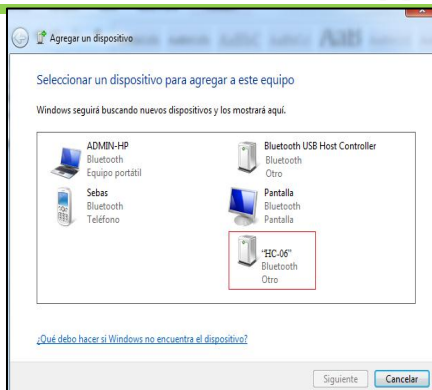 Agregar un dispositivo
Seleccionar un dispositivo para agregar a este equipo
Windows seguirá buscando nuevos dispositivos y los mostrará aquí.
ADMIN-HP
Bluetooth
Equipo portátil
Bluetooth USB Host Controller
Bluetooth
Otro
Sebas
Bluetooth
Teléfono
Pantalla
Bluetooth
Pantalla
"HC-06"
Bluetooth
Otro
¿Qué debo hacer si Windows no encuentra el dispositivo?
Siguiente
Cancelar